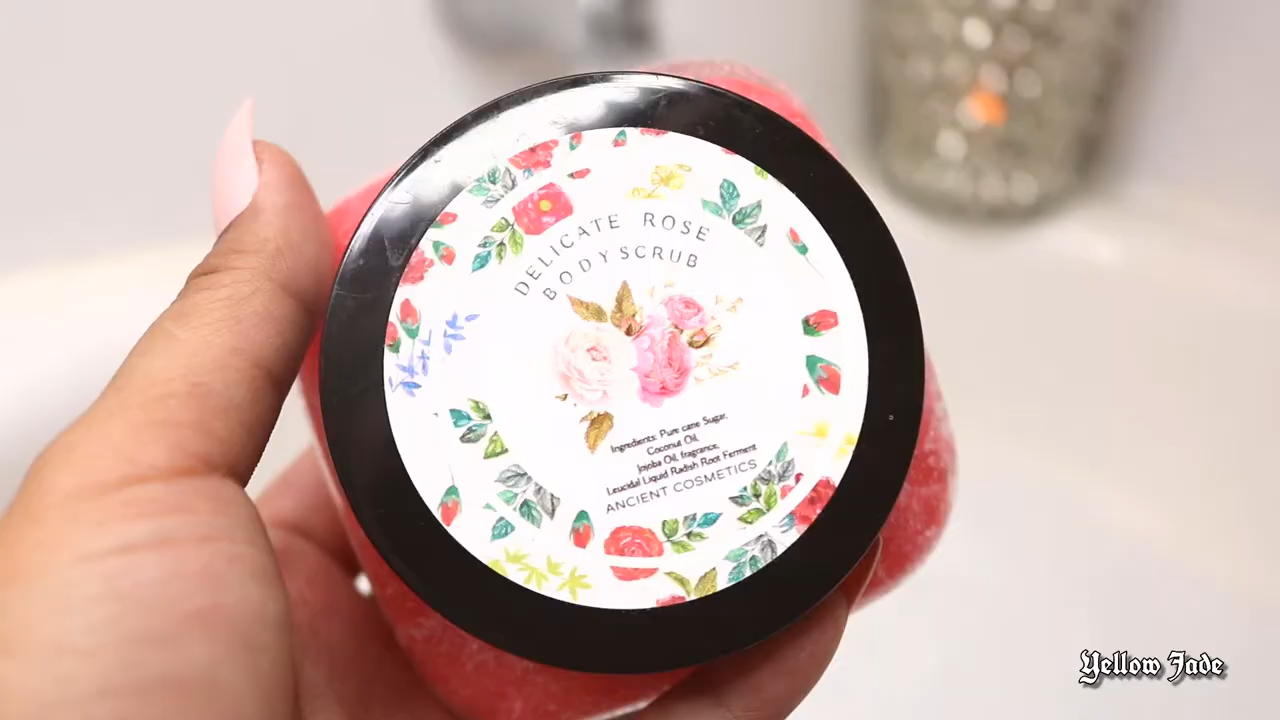 DELICATE ROSE
BODY SCRUB
Ingredients: Pure cane Sugar,
Coconut Oil,
Jojoba Oil, fragrance,
Leucidal Liquid Radish Root Ferment
ANCIENT COSMETICS
Yellow Jade